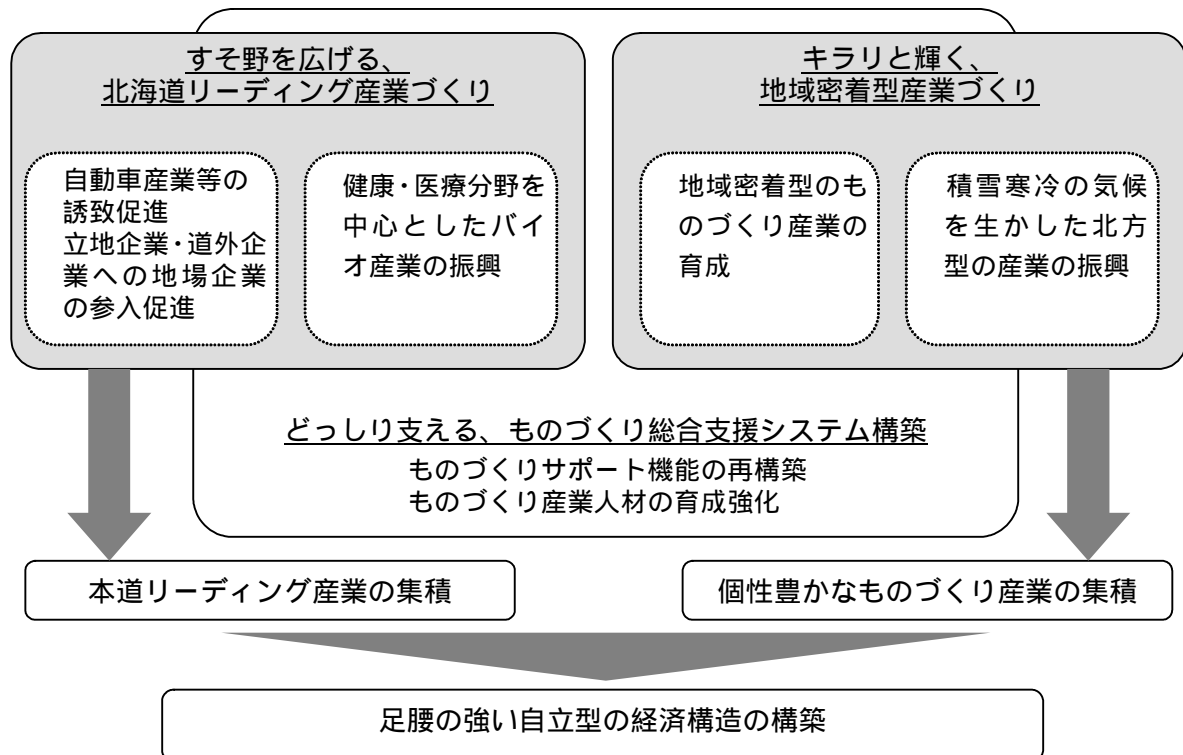 すそ野を広げる、
北海道リーディング産業づくり
自動車産業等の
誘致促進
立地企業・道外企
業への地場企業
の参入促進
健康・医療分野を
中心としたバイ
オ産業の振興
キラリと輝く、
地域密着型産業づくり
地域密着型のも
のづくり産業の
育成
積雪寒冷の気候
を生かした北方
型の産業の振興
どっしり支える、ものづくり総合支援システム構築
ものづくりサポート機能の再構築
ものづくり産業人材の育成強化
本道リーディング産業の集積
個性豊かなものづくり産業の集積
足腰の強い自立型の経済構造の構築